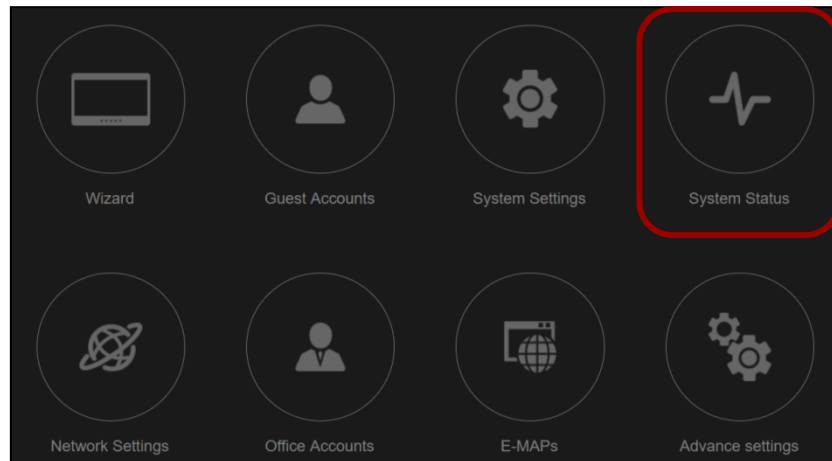 Wizard
Guest Accounts
System Settings
System Status
Network Settings
Office Accounts
E-MAPs
Advance settings